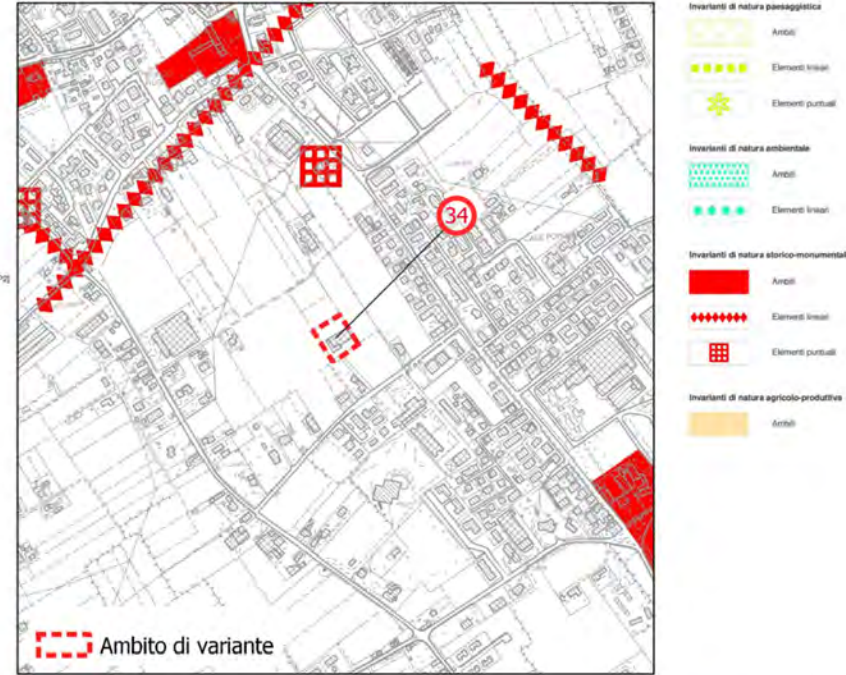 34
Ambito di variante
Invarianti di natura paesaggistica
Ambiti
Elementi lineari
Elementi puntuali
Invarianti di natura ambientale
Ambiti
Elementi lineari
Invarianti di natura storico-monumental
Ambiti
Elementi lineari
Elementi puntuali
Invarianti di natura agricolo-produttiva
Ambiti